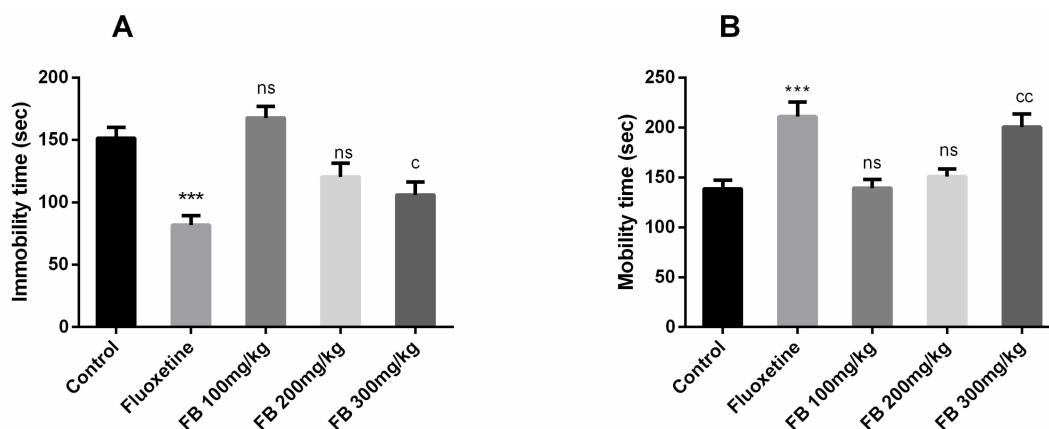 A
Immobility time (sec)
200
150
100
50
0
ns
***
ns
c
Control
Fluoxetine
FB 100mg/kg
FB 200mg/kg
FB 300mg/kg
B
Mobility time (sec)
250
200
150
100
50
0
***
ns
ns
cc
Control
Fluoxetine
FB 100mg/kg
FB 200mg/kg
FB 300mg/kg